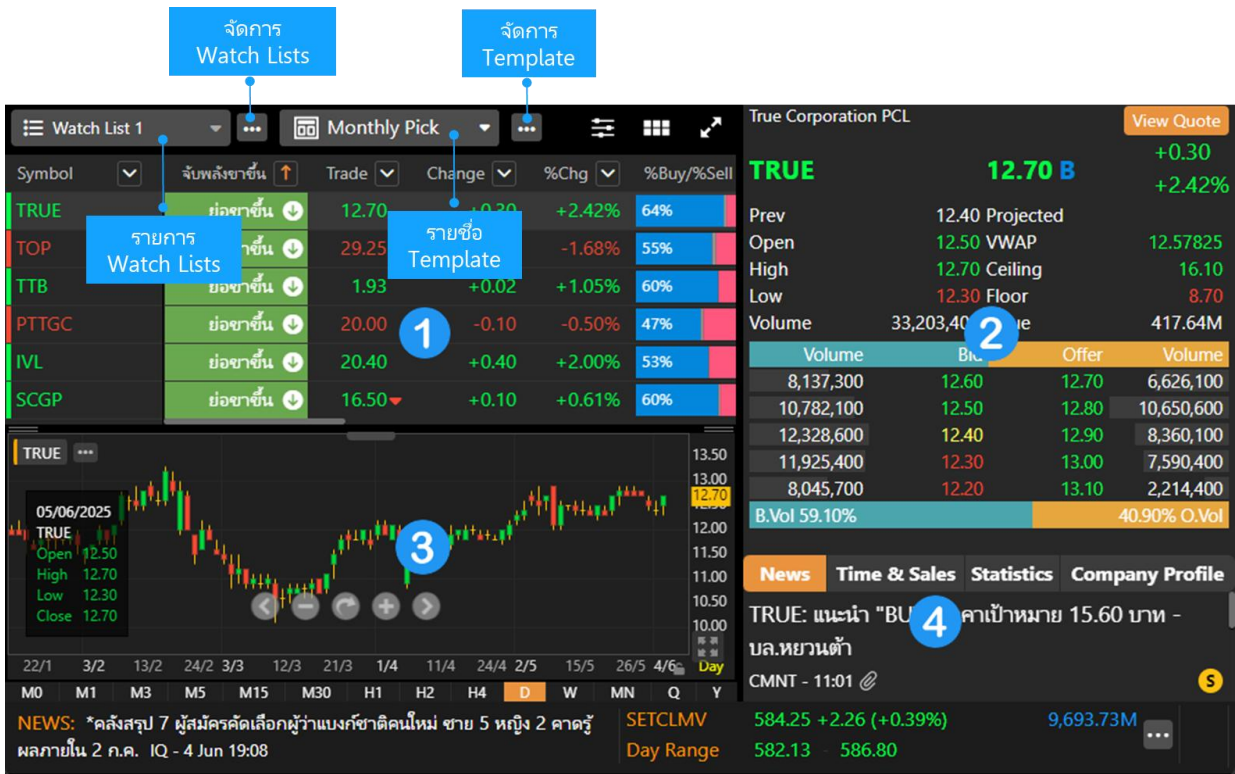 จัดการ
Watch Lists
จัดการ
Template
Watch List 1
Monthly Pick
Symbol จับพลังขาขึ้น Trade Change %Chg %Buy/%Sell
TRUE ย่อขาขึ้น 12.70 +0.30 +2.42% 64%
TOP 29.25 -1.68% 55%
TTB ย่อขาขึ้น 1.93 +0.02 +1.05% 60%
PTTGC ย่อขาขึ้น 20.00 -0.10 -0.50% 47%
IVL ย่อขาขึ้น 20.40 +0.40 +2.00% 53%
SCGP ย่อขาขึ้น 16.50 +0.10 +0.61% 60%
รายการ
Watch Lists
รายชื่อ
Template
1
True Corporation PCL View Quote
TRUE 12.70 B +0.30
+2.42%
Prev 12.40 Projected
Open 12.50 VWAP 12.57825
High 12.70 Ceiling 16.10
Low 12.30 Floor 8.70
Volume 417.64M
2
Volume Offer Volume
8,137,300 12.60 12.70 6,626,100
10,782,100 12.50 12.80 10,650,600
12,328,600 12.40 12.90 8,360,100
11,925,400 12.30 13.00 7,590,400
8,045,700 12.20 13.10 2,214,400
B.Vol 59.10% 40.90% O.Vol
TRUE
05/06/2025
TRUE
Open 12.50
High 12.70
Low 12.30
Close 12.70
3
13.50
13.00
12.70
12.00
11.50
11.00
10.50
10.00
22/1 3/2 13/2 24/2 3/3 12/3 21/3 1/4 11/4 24/4 2/5 15/5 26/5 4/6 Day
M0 M1 M3 M5 M15 M30 H1 H2 H4 D W MN Q Y
News Time & Sales Statistics Company Profile
TRUE: แนะนำ "BU 4 คาเป้าหมาย 15.60 บาท -
บล.หยวนต้า
CMNT - 11:01 S
NEWS: *คลังสรุป 7 ผู้สมัครคัดเลือกผู้ว่าแบงก์ชาติคนใหม่ ชาย 5 หญิง 2 คาดรู้
ผลภายใน 2 ก.ค. IQ - 4 Jun 19:08
SETCLMV 584.25 +2.26 (+0.39%) 9,693.73M
Day Range 582.13 - 586.80